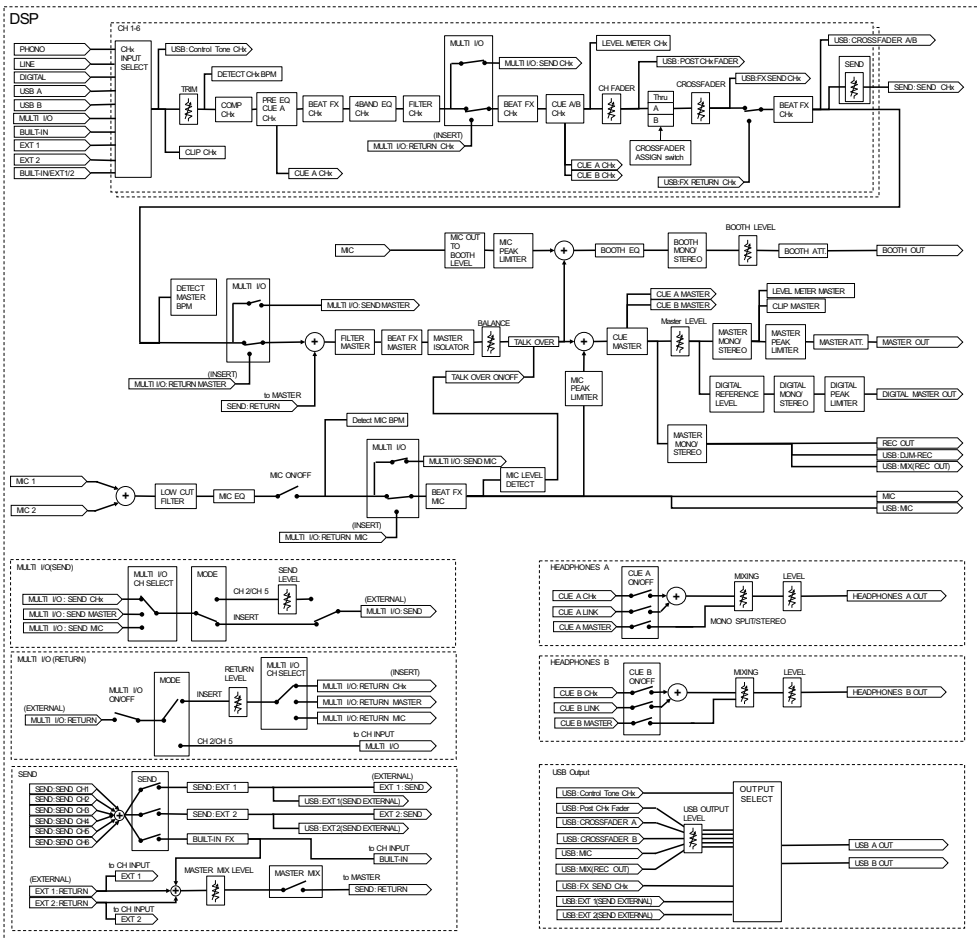 DSP
CH 1-6
PHONO
LINE
DIGITAL
USB A
USB B
MULTI I/O
BUILT-IN
EXT 1
EXT 2
BUILT-IN/EXT1/2
CHx
INPUT
SELECT
USB: Control Tone CHx
DETECT CHx BPM
TRIM
CLIP CHx
COMP
CHx
PRE EQ
CUE A
CHx
CUE A CHx
BEAT FX
CHx
4BAND EQ
CHx
FILTER
CHx
MULTI I/O
MULTI I/O: SEND CHx
(INSERT)
MULTI I/O: RETURN CHx
BEAT FX
CHx
CUE A/B
CHx
CUE A CHx
CUE B CHx
LEVEL METER CHx
USB: POST CHx FADER
CH FADER
Thru
A
B
CROSSFADER
ASSIGN switch
CROSSFADER
USB:FX SEND CHx
USB:FX RETURN CHx
BEAT FX
CHx
USB: CROSSFADER A/B
SEND
SEND: SEND CHx
MIC
MIC OUT
TO
BOOTH
LEVEL
MIC
PEAK
LIMITER
BOOTH EQ
BOOTH
MONO/
STEREO
BOOTH LEVEL
BOOTH ATT.
BOOTH OUT
DETECT
MASTER
BPM
MULTI I/O
MULTI I/O: SEND MASTER
(INSERT)
MULTI I/O: RETURN MASTER
to MASTER
SEND: RETURN
FILTER
MASTER
BEAT FX
MASTER
MASTER
ISOLATOR
BALANCE
TALK OVER
TALK OVER ON/OFF
MIC
PEAK
LIMITER
CUE A MASTER
CUE B MASTER
CUE
MASTER
Master LEVEL
LEVEL METER MASTER
CLIP MASTER
MASTER
MONO/
STEREO
MASTER
PEAK
LIMITER
MASTER ATT.
MASTER OUT
DIGITAL
REFERENCE
LEVEL
DIGITAL
MONO/
STEREO
DIGITAL
PEAK
LIMITER
DIGITAL MASTER OUT
MASTER
MONO/
STEREO
REC OUT
USB: DJM-REC
USB: MIX(REC OUT)
Detect MIC BPM
MIC 1
MIC 2
LOW CUT
FILTER
MIC EQ
MIC ON/OFF
MULTI I/O
MULTI I/O: SEND MIC
(INSERT)
MULTI I/O: RETURN MIC
BEAT FX
MIC
MIC LEVEL
DETECT
MIC
USB: MIC
MULTI I/O(SEND)
MULTI I/O : SEND CHx
MULTI I/O : SEND MASTER
MULTI I/O : SEND MIC
MULTI I/O
CH SELECT
MODE
CH 2/CH 5
INSERT
SEND
LEVEL
(EXTERNAL)
MULTI I/O: SEND
MULTI I/O (RETURN)
(EXTERNAL)
MULTI I/O: RETURN
MULTI I/O
ON/OFF
MODE
INSERT
CH 2/CH 5
RETURN
LEVEL
MULTI I/O
CH SELECT
(INSERT)
MULTI I/O: RETURN CHx
MULTI I/O: RETURN MASTER
MULTI I/O: RETURN MIC
to CH INPUT
MULTI I/O
SEND
SEND: SEND CH1
SEND: SEND CH2
SEND: SEND CH3
SEND: SEND CH4
SEND: SEND CH5
SEND: SEND CH6
SEND
SEND: EXT 1
SEND: EXT 2
BUILT-IN FX
(EXTERNAL)
EXT 1: SEND
USB: EXT1(SEND EXTERNAL)
EXT 2: SEND
USB: EXT2(SEND EXTERNAL)
to CH INPUT
BUILT-IN
(EXTERNAL)
EXT 1: RETURN
EXT 2: RETURN
to CH INPUT
EXT 1
to CH INPUT
EXT 2
MASTER MIX LEVEL
MASTER MIX
to MASTER
SEND: RETURN
HEADPHONES A
CUE A CHx
CUE A LINK
CUE A MASTER
CUE A
ON/OFF
MIXING
LEVEL
MONO SPLIT/STEREO
HEADPHONES A OUT
HEADPHONES B
CUE B CHx
CUE B LINK
CUE B MASTER
CUE B
ON/OFF
MIXING
LEVEL
HEADPHONES B OUT
USB Output
USB: Control Tone CHx
USB: Post CHx Fader
USB: CROSSFADER A
USB: CROSSFADER B
USB: MIC
USB: MIX(REC OUT)
USB: FX SEND CHx
USB: EXT 1(SEND EXTERNAL)
USB: EXT 2(SEND EXTERNAL)
USB OUTPUT
LEVEL
OUTPUT
SELECT
USB A OUT
USB B OUT